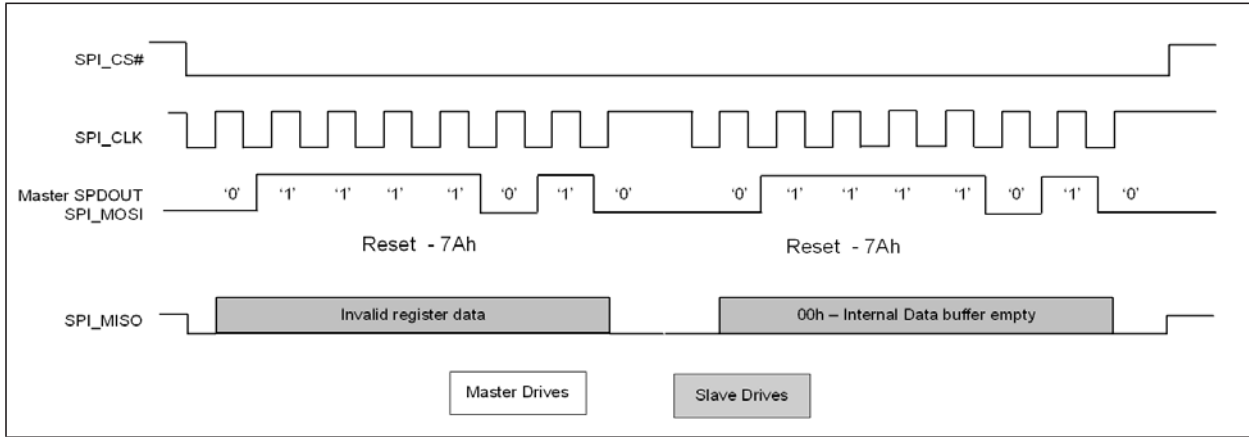 SPI_CS#
SPI_CLK
Master SPDOUT
SPI_MOSI
‘0’ ‘1’ ‘1’ ‘1’ ‘1’ ‘0’ ‘1’ ‘0’ ‘0’ ‘1’ ‘1’ ‘1’ ‘1’ ‘0’ ‘1’ ‘0’
Reset - 7Ah Reset - 7Ah
SPI_MISO
Invalid register data 00h – Internal Data buffer empty
Master Drives Slave Drives